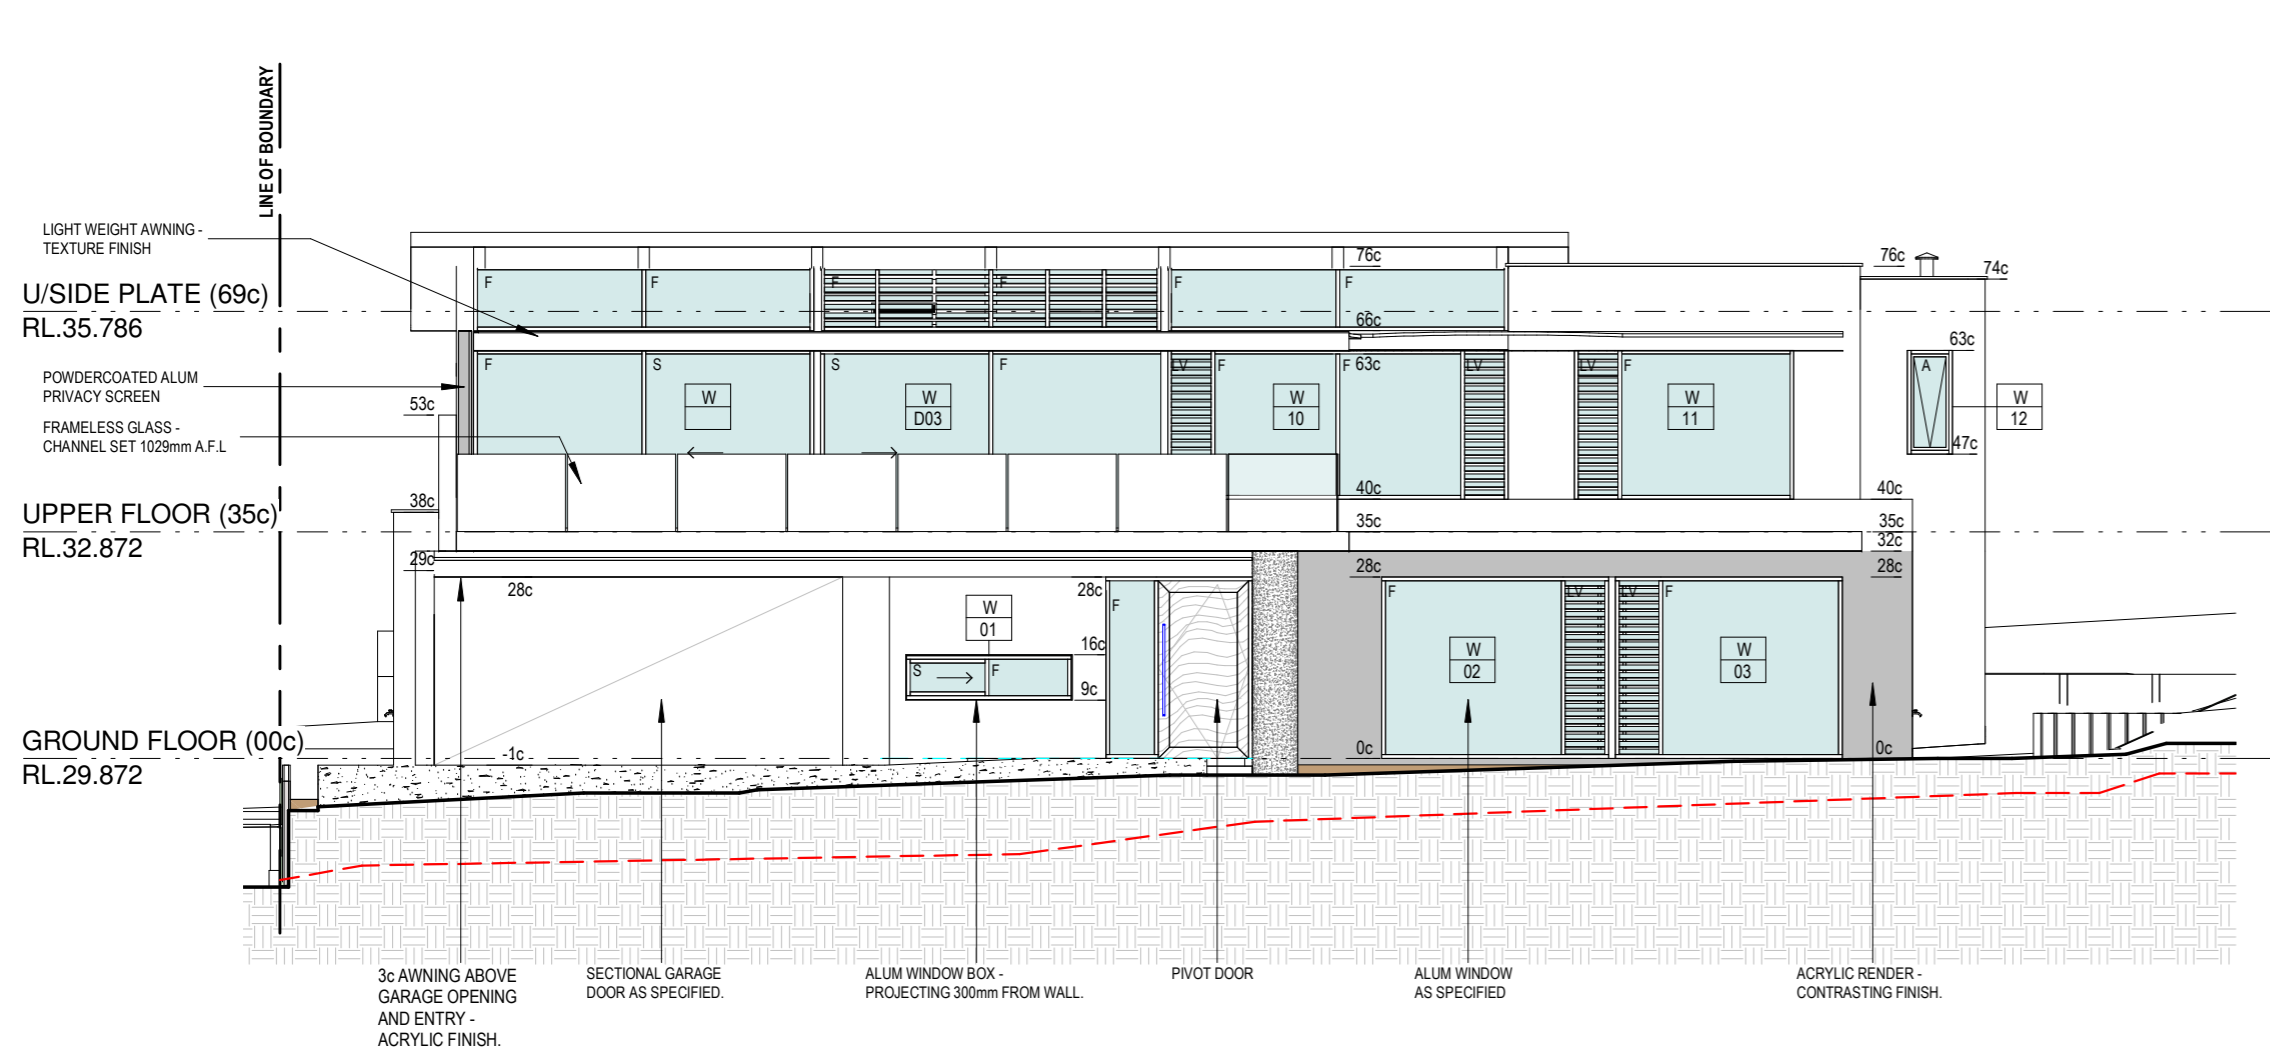 LINE OF BOUNDARY
LIGHT WEIGHT AWNING -
TEXTURE FINISH
U/SIDE PLATE (69c)
RL.35.786
POWDERCOATED ALUM
PRIVACY SCREEN
53c
FRAMELESS GLASS -
CHANNEL SET 1029mm A.F.L
38c
UPPER FLOOR (35c)
RL.32.872
29c
GROUND FLOOR (00c)
RL.29.872
76c
76c
74c
F
F
F
F
F
F
66c
F
S
S
F
LV
F
F
63c
LV
LV
F
A
63c
W
W
D03
W
10
W
11
W
12
47c
40c
40c
35c
35c
32c
28c
28c
28c
28c
W
01
16c
S
F
9c
F
F
LV
LV
F
W
02
W
03
-1c
0c
0c
3c AWNING ABOVE
GARAGE OPENING
AND ENTRY -
ACRYLIC FINISH.
SECTIONAL GARAGE
DOOR AS SPECIFIED.
ALUM WINDOW BOX -
PROJECTING 300mm FROM WALL.
PIVOT DOOR
ALUM WINDOW
AS SPECIFIED
ACRYLIC RENDER -
CONTRASTING FINISH.